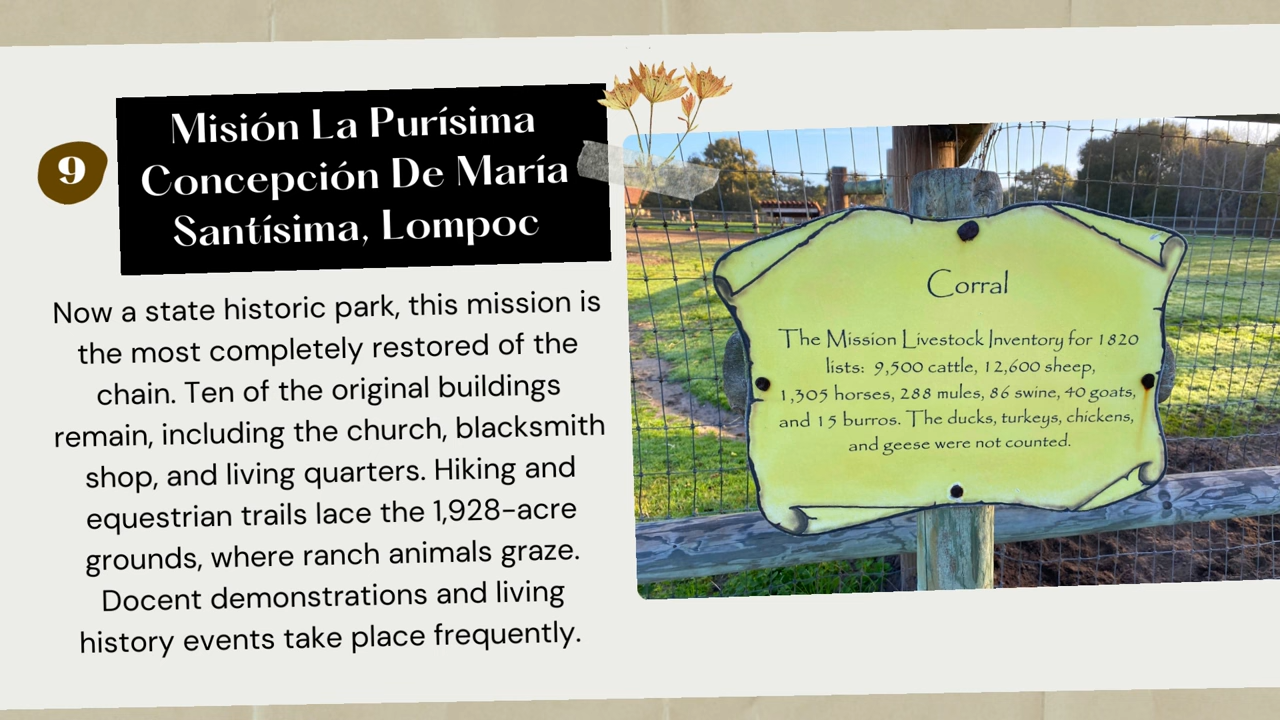 9
Misión La Purísima
Concepción De María
Santísima, Lompoc
Now a state historic park, this mission is
the most completely restored of the
chain. Ten of the original buildings
remain, including the church, blacksmith
shop, and living quarters. Hiking and
equestrian trails lace the 1,928-acre
grounds, where ranch animals graze.
Docent demonstrations and living
history events take place frequently.
Corral
The Mission Livestock Inventory for 1820
lists: 9,500 cattle, 12,600 sheep,
1,305 horses, 288 mules, 86 swine, 40 goats,
and 15 burros. The ducks, turkeys, chickens,
and geese were not counted.